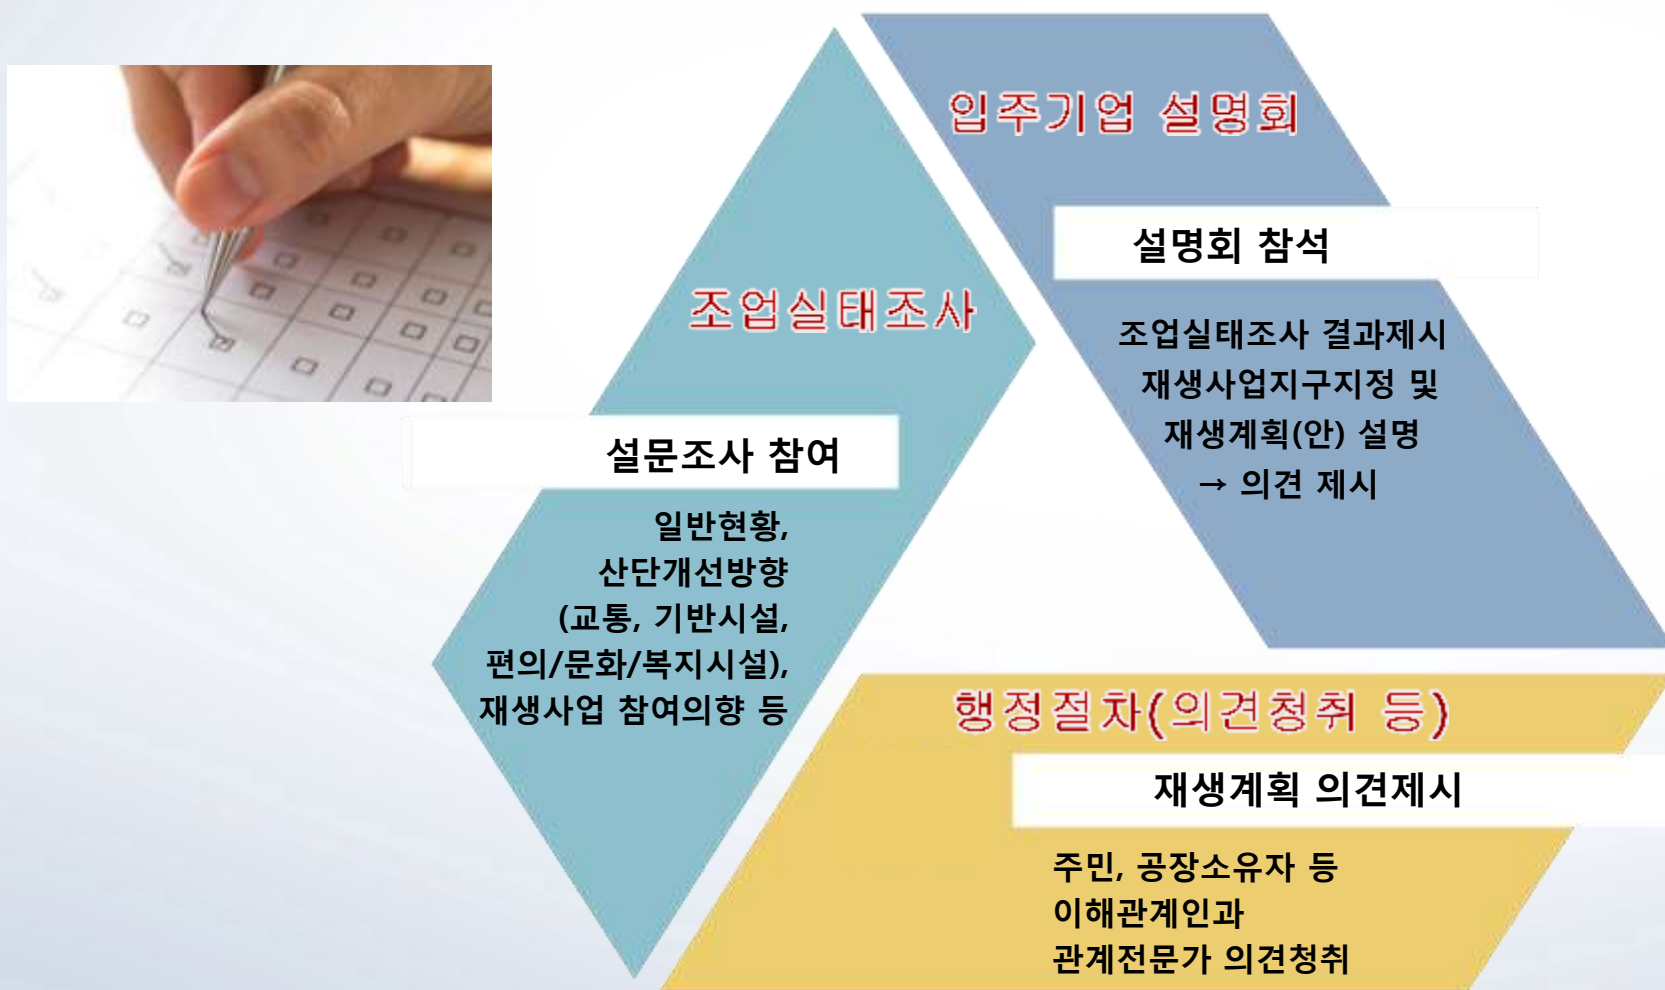 입주기업 설명회
설명회 참석
조업실태조사 결과제시
재생사업지구지정 및
재생계획(안) 설명
→ 의견 제시
조업실태조사
설문조사 참여
일반현황,
산단개선방향
(교통, 기반시설,
편의/문화/복지시설),
재생사업 참여의향 등
행정절차(의견청취 등)
재생계획 의견제시
주민, 공장소유자 등
이해관계인과
관계전문가 의견청취